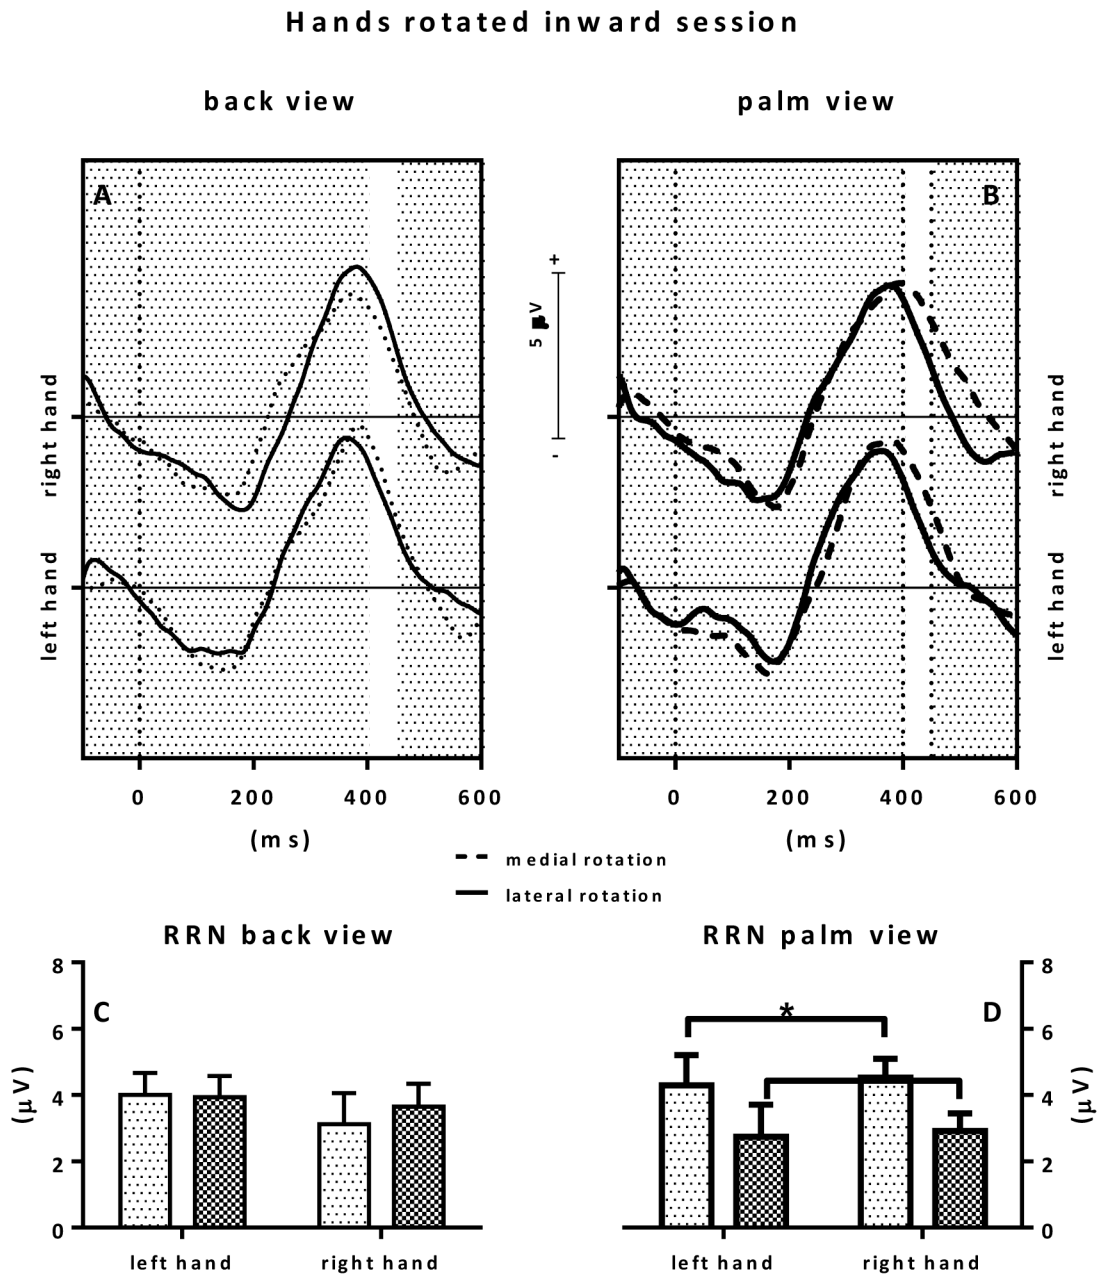 Hands rotated inward session
back view
palm view
A
B
+
5 µV
-
right hand
left hand
right hand
left hand
0 200 400 600
(ms)
0 200 400 600
(ms)
medial rotation
lateral rotation
RRN back view
RRN palm view
8
6
4
2
0
(µV)
C
left hand right hand
*
D
8
6
4
2
0
(µV)
left hand right hand